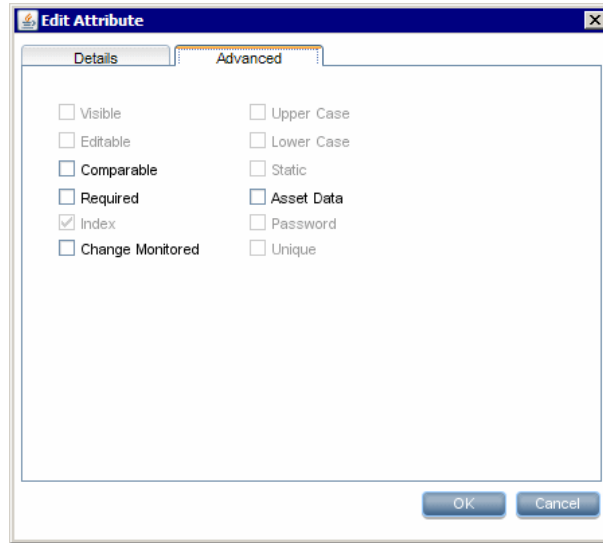 Edit Attribute
Details
Advanced
Visible
Upper Case
Editable
Lower Case
Comparable
Static
Required
Asset Data
Index
Password
Change Monitored
Unique
OK
Cancel